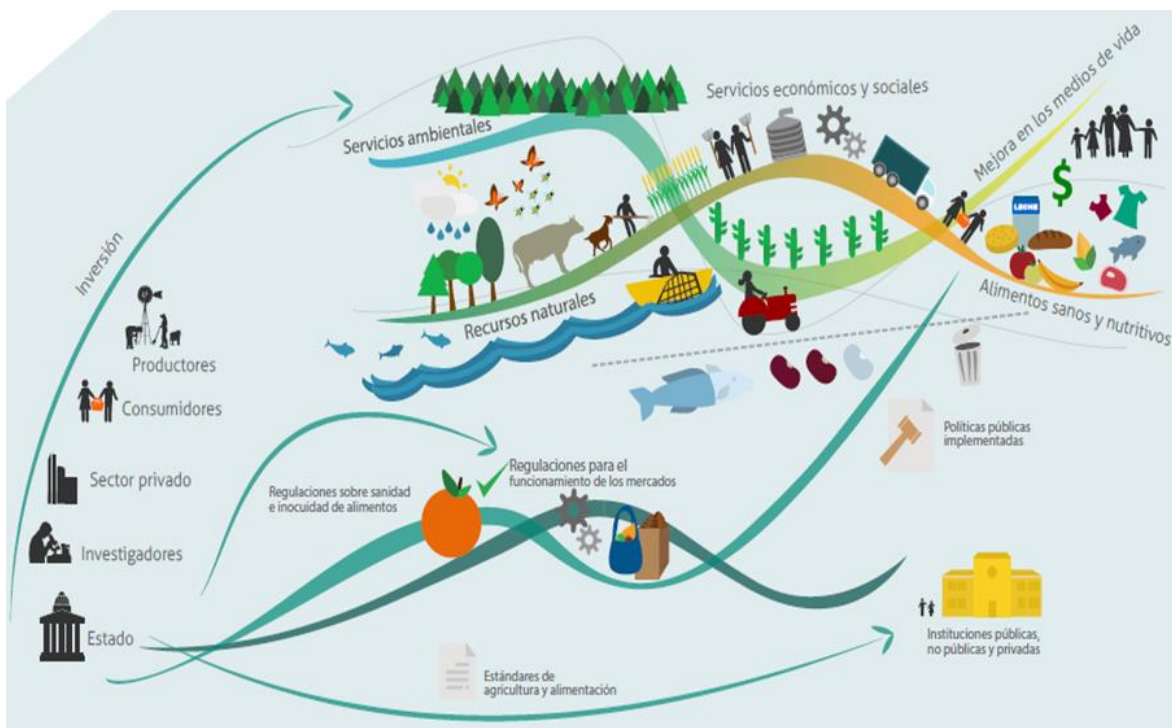 Servicios ambientales
Servicios económicos y sociales
Mejora en los medios de vida
Inversión
LECHE
$
Recursos naturales
Alimentos sanos y nutritivos
Productores
Consumidores
Sector privado
Investigadores
Estado
Regulaciones sobre sanidad
e inocuidad de alimentos
Regulaciones para el
funcionamiento de los mercados
Políticas públicas
implementadas
Instituciones públicas,
no públicas y privadas
Estándares de
agricultura y alimentación